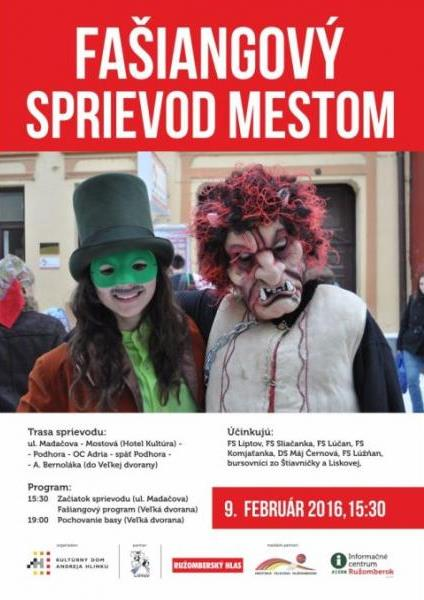 FAŠIANGOVÝ
SPRIEVOD MESTOM
Trasa sprievodu:
ul. Madačova - Mostová (Hotel Kultúra) -
- Podhora - OC Adria - späť Podhora -
- A. Bernoláka (do Veľkej dvorany)
Program:
15:30 Začiatok sprievodu (ul. Madačova)
Fašiangový program (Veľká dvorana)
19:00 Pochovanie basy (Veľká dvorana)
Účinkujú:
FS Liptov, FS Sliačanka, FS Lúčan, FS
Komjaťanka, DS Máj Černová, FS Lúžňan,
bursovníci zo Štiavničky a Liskovej.
9. FEBRUÁR 2016,15:30
organizátor:
KULTÚRNY DOM
ANDREJA HLINKU
partner:
RUŽOMBERSKÝ HLAS
mediálni partneri:
Informačné
centrum
Ružomberok